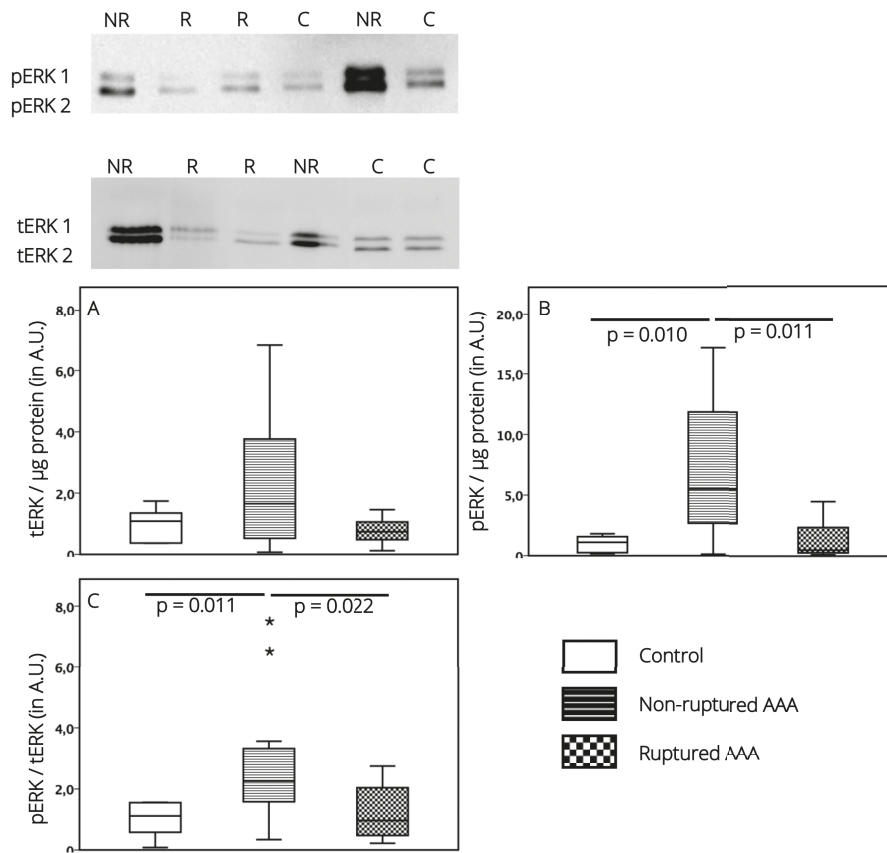 NR R R C NR C
pERK 1
pERK 2
NR R R NR C C
tERK 1
tERK 2
A
tERK / µg protein (in A.U.)
8,0
6,0
4,0
2,0
0
B
pERK / µg protein (in A.U.)
20,0
15,0
10,0
5,0
0
p = 0.010 p = 0.011
C
pERK / tERK (in A.U.)
8,0
6,0
4,0
2,0
0
p = 0.011 p = 0.022
* 
*
Control
Non-ruptured AAA
Ruptured AAA